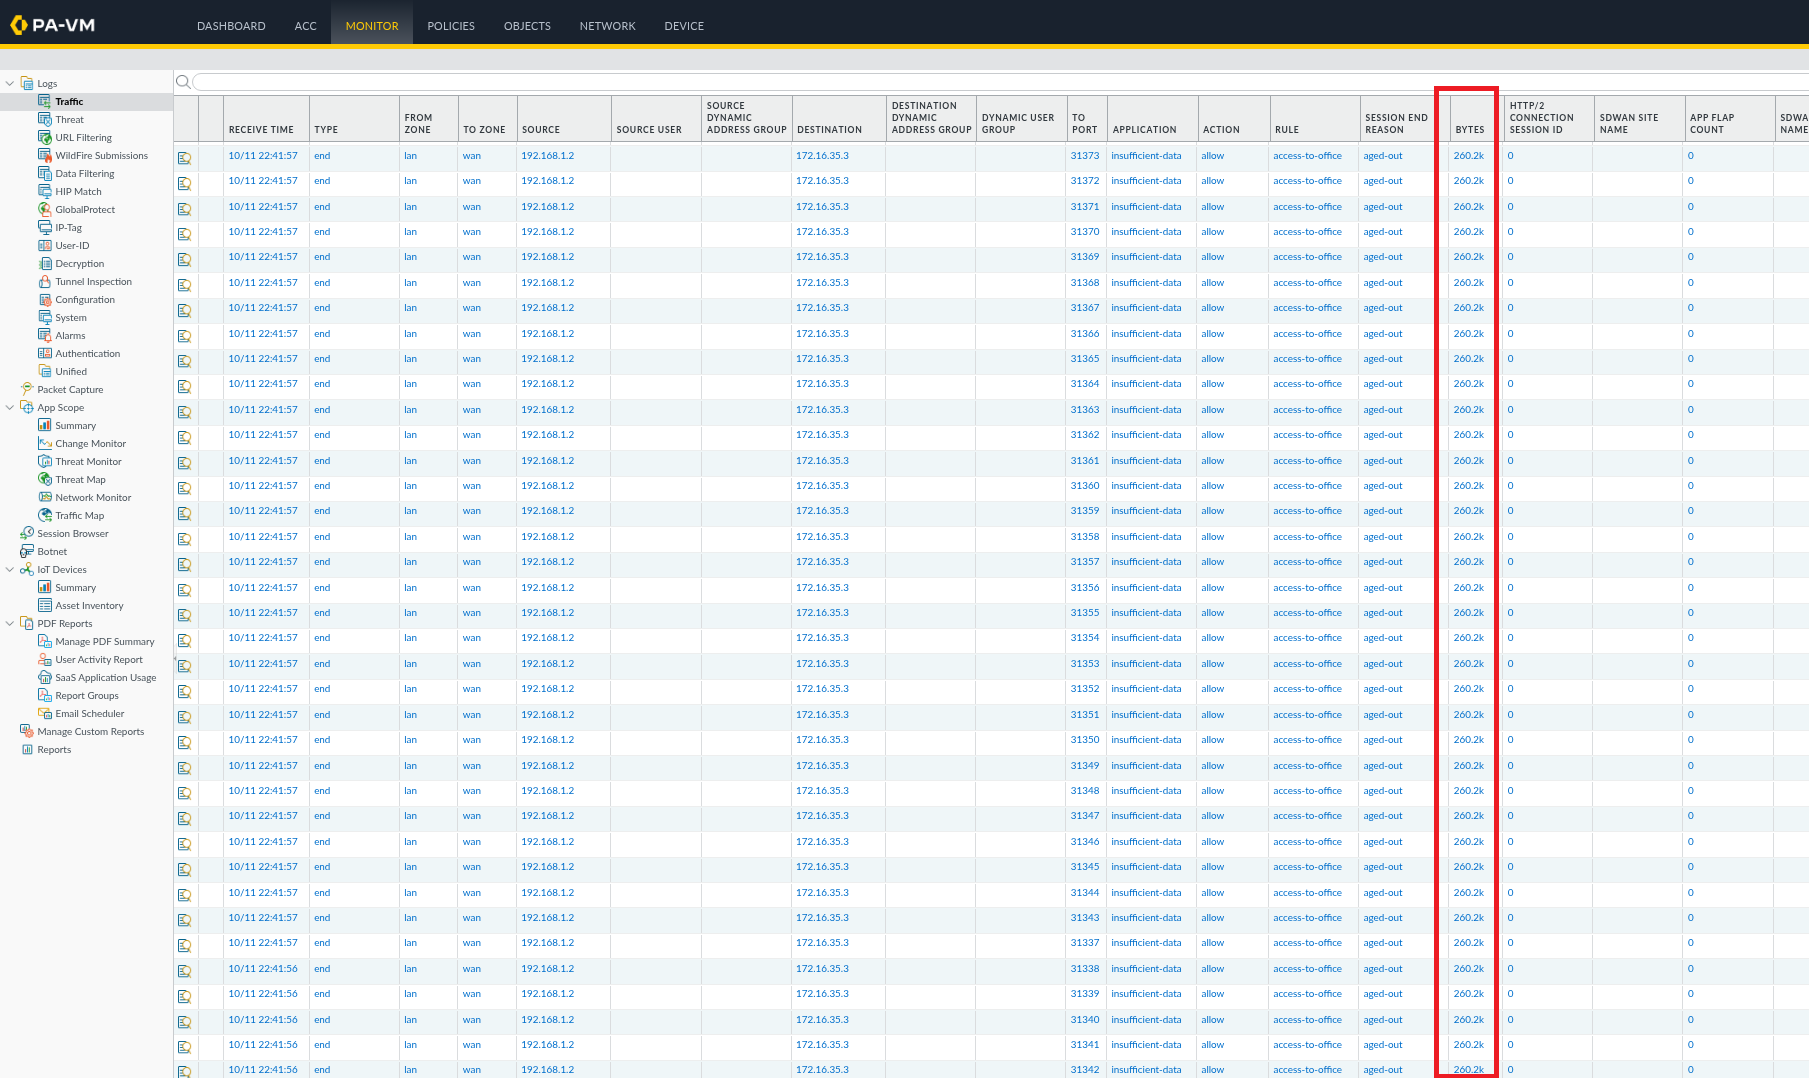 PA-VM
DASHBOARD ACC MONITOR POLICIES OBJECTS NETWORK DEVICE
Logs
Traffic
Threat
URL Filtering
WildFire Submissions
Data Filtering
HIP Match
GlobalProtect
IP-Tag
User-ID
Decryption
Tunnel Inspection
Configuration
System
Alarms
Authentication
Unified
Packet Capture
App Scope
Summary
Change Monitor
Threat Monitor
Threat Map
Network Monitor
Traffic Map
Session Browser
Botnet
IoT Devices
Summary
Asset Inventory
PDF Reports
Manage PDF Summary
User Activity Report
SaaS Application Usage
Report Groups
Email Scheduler
Manage Custom Reports
Reports
RECEIVE TIME TYPE FROM ZONE TO ZONE SOURCE SOURCE USER SOURCE DYNAMIC ADDRESS GROUP DESTINATION DESTINATION DYNAMIC ADDRESS GROUP DYNAMIC USER GROUP TO PORT APPLICATION ACTION RULE SESSION END REASON BYTES HTTP/2 CONNECTION SESSION ID SDWAN SITE NAME APP FLAP COUNT SDWA NAME
10/11 22:41:57 end lan wan 192.168.1.2 172.16.35.3 31373 insufficient-data allow access-to-office aged-out 260.2k 0 0
10/11 22:41:57 end lan wan 192.168.1.2 172.16.35.3 31372 insufficient-data allow access-to-office aged-out 260.2k 0 0
10/11 22:41:57 end lan wan 192.168.1.2 172.16.35.3 31371 insufficient-data allow access-to-office aged-out 260.2k 0 0
10/11 22:41:57 end lan wan 192.168.1.2 172.16.35.3 31370 insufficient-data allow access-to-office aged-out 260.2k 0 0
10/11 22:41:57 end lan wan 192.168.1.2 172.16.35.3 31369 insufficient-data allow access-to-office aged-out 260.2k 0 0
10/11 22:41:57 end lan wan 192.168.1.2 172.16.35.3 31368 insufficient-data allow access-to-office aged-out 260.2k 0 0
10/11 22:41:57 end lan wan 192.168.1.2 172.16.35.3 31367 insufficient-data allow access-to-office aged-out 260.2k 0 0
10/11 22:41:57 end lan wan 192.168.1.2 172.16.35.3 31366 insufficient-data allow access-to-office aged-out 260.2k 0 0
10/11 22:41:57 end lan wan 192.168.1.2 172.16.35.3 31365 insufficient-data allow access-to-office aged-out 260.2k 0 0
10/11 22:41:57 end lan wan 192.168.1.2 172.16.35.3 31364 insufficient-data allow access-to-office aged-out 260.2k 0 0
10/11 22:41:57 end lan wan 192.168.1.2 172.16.35.3 31363 insufficient-data allow access-to-office aged-out 260.2k 0 0
10/11 22:41:57 end lan wan 192.168.1.2 172.16.35.3 31362 insufficient-data allow access-to-office aged-out 260.2k 0 0
10/11 22:41:57 end lan wan 192.168.1.2 172.16.35.3 31361 insufficient-data allow access-to-office aged-out 260.2k 0 0
10/11 22:41:57 end lan wan 192.168.1.2 172.16.35.3 31360 insufficient-data allow access-to-office aged-out 260.2k 0 0
10/11 22:41:57 end lan wan 192.168.1.2 172.16.35.3 31359 insufficient-data allow access-to-office aged-out 260.2k 0 0
10/11 22:41:57 end lan wan 192.168.1.2 172.16.35.3 31358 insufficient-data allow access-to-office aged-out 260.2k 0 0
10/11 22:41:57 end lan wan 192.168.1.2 172.16.35.3 31357 insufficient-data allow access-to-office aged-out 260.2k 0 0
10/11 22:41:57 end lan wan 192.168.1.2 172.16.35.3 31356 insufficient-data allow access-to-office aged-out 260.2k 0 0
10/11 22:41:57 end lan wan 192.168.1.2 172.16.35.3 31355 insufficient-data allow access-to-office aged-out 260.2k 0 0
10/11 22:41:57 end lan wan 192.168.1.2 172.16.35.3 31354 insufficient-data allow access-to-office aged-out 260.2k 0 0
10/11 22:41:57 end lan wan 192.168.1.2 172.16.35.3 31353 insufficient-data allow access-to-office aged-out 260.2k 0 0
10/11 22:41:57 end lan wan 192.168.1.2 172.16.35.3 31352 insufficient-data allow access-to-office aged-out 260.2k 0 0
10/11 22:41:57 end lan wan 192.168.1.2 172.16.35.3 31351 insufficient-data allow access-to-office aged-out 260.2k 0 0
10/11 22:41:57 end lan wan 192.168.1.2 172.16.35.3 31350 insufficient-data allow access-to-office aged-out 260.2k 0 0
10/11 22:41:57 end lan wan 192.168.1.2 172.16.35.3 31349 insufficient-data allow access-to-office aged-out 260.2k 0 0
10/11 22:41:57 end lan wan 192.168.1.2 172.16.35.3 31348 insufficient-data allow access-to-office aged-out 260.2k 0 0
10/11 22:41:57 end lan wan 192.168.1.2 172.16.35.3 31347 insufficient-data allow access-to-office aged-out 260.2k 0 0
10/11 22:41:57 end lan wan 192.168.1.2 172.16.35.3 31346 insufficient-data allow access-to-office aged-out 260.2k 0 0
10/11 22:41:57 end lan wan 192.168.1.2 172.16.35.3 31345 insufficient-data allow access-to-office aged-out 260.2k 0 0
10/11 22:41:57 end lan wan 192.168.1.2 172.16.35.3 31344 insufficient-data allow access-to-office aged-out 260.2k 0 0
10/11 22:41:57 end lan wan 192.168.1.2 172.16.35.3 31343 insufficient-data allow access-to-office aged-out 260.2k 0 0
10/11 22:41:57 end lan wan 192.168.1.2 172.16.35.3 31337 insufficient-data allow access-to-office aged-out 260.2k 0 0
10/11 22:41:56 end lan wan 192.168.1.2 172.16.35.3 31338 insufficient-data allow access-to-office aged-out 260.2k 0 0
10/11 22:41:56 end lan wan 192.168.1.2 172.16.35.3 31339 insufficient-data allow access-to-office aged-out 260.2k 0 0
10/11 22:41:56 end lan wan 192.168.1.2 172.16.35.3 31340 insufficient-data allow access-to-office aged-out 260.2k 0 0
10/11 22:41:56 end lan wan 192.168.1.2 172.16.35.3 31341 insufficient-data allow access-to-office aged-out 260.2k 0 0
10/11 22:41:56 end lan wan 192.168.1.2 172.16.35.3 31342 insufficient-data allow access-to-office aged-out 260.2k 0 0